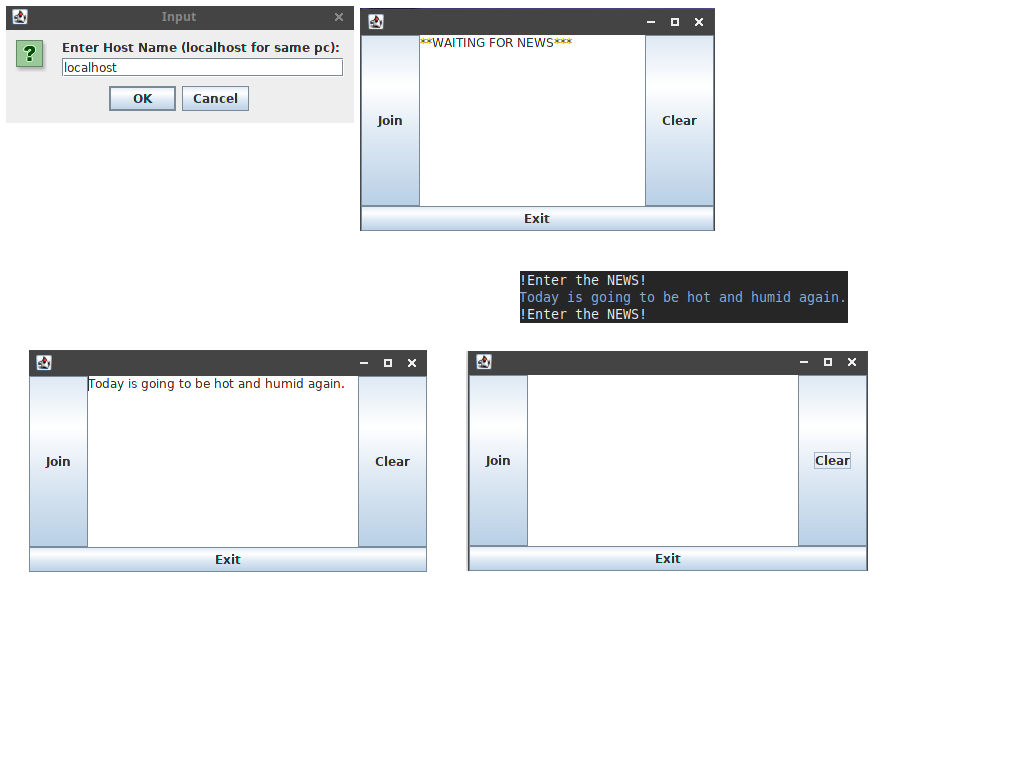 Input
Enter Host Name (localhost for same pc):
?
localhost
OK
Cancel
**WAITING FOR NEWS***
Join
Clear
Exit
!Enter the NEWS!
Today is going to be hot and humid again.
!Enter the NEWS!
Today is going to be hot and humid again.
Join
Clear
Exit
Join
Clear
Exit